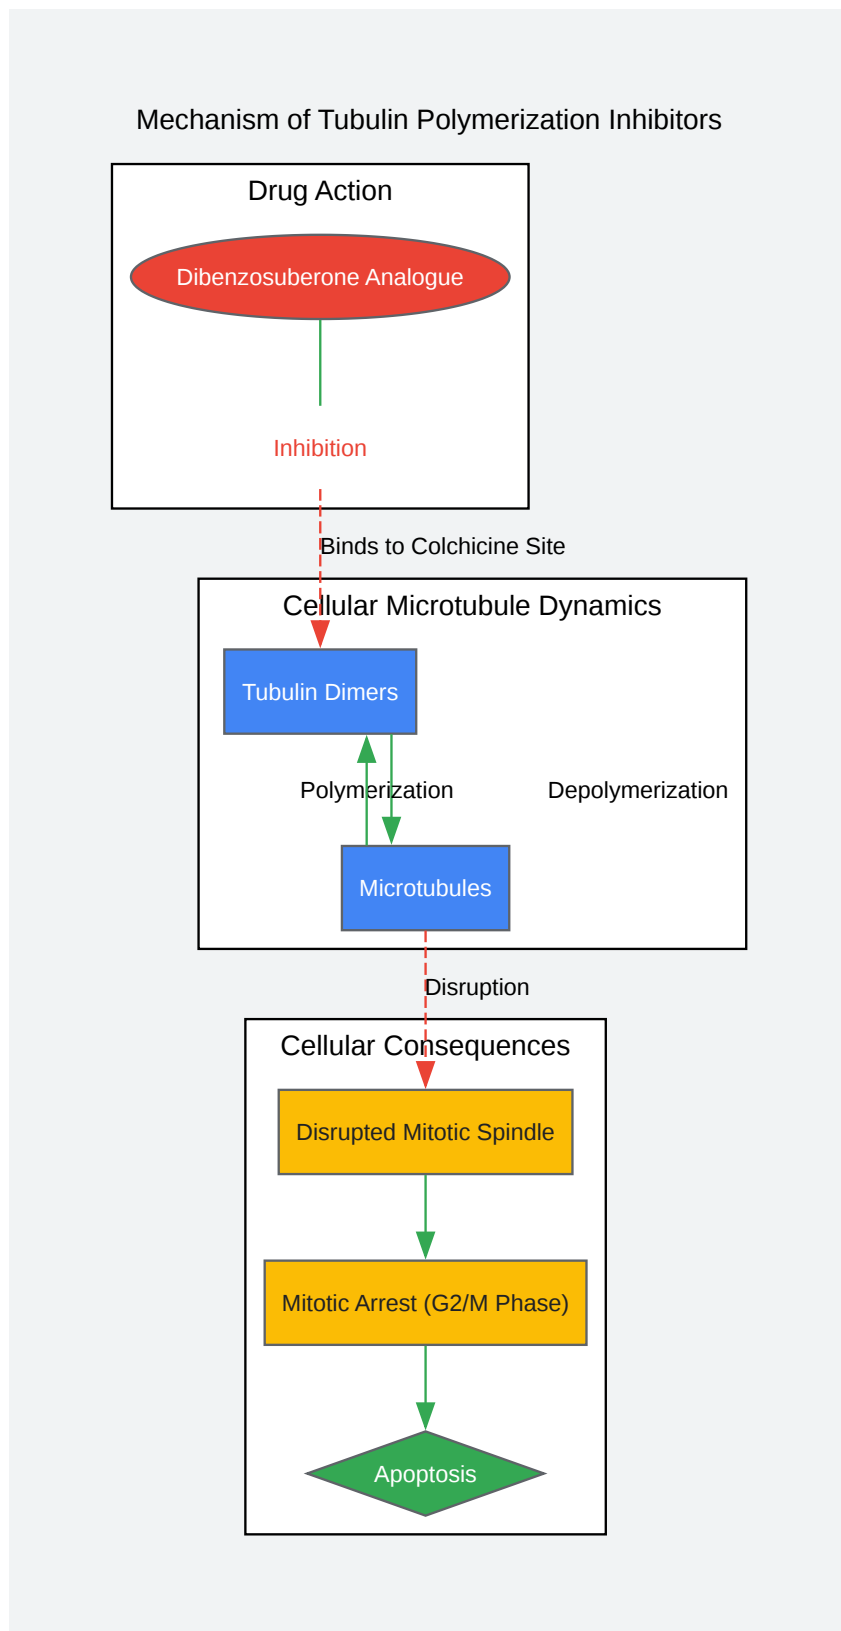 Mechanism of Tubulin Polymerization Inhibitors
Drug Action
Dibenzosuberone Analogue
Inhibition
Binds to Colchicine Site
Cellular Microtubule Dynamics
Tubulin Dimers
Polymerization
Depolymerization
Microtubules
Disruption
Cellular Consequences
Disrupted Mitotic Spindle
Mitotic Arrest (G2/M Phase)
Apoptosis